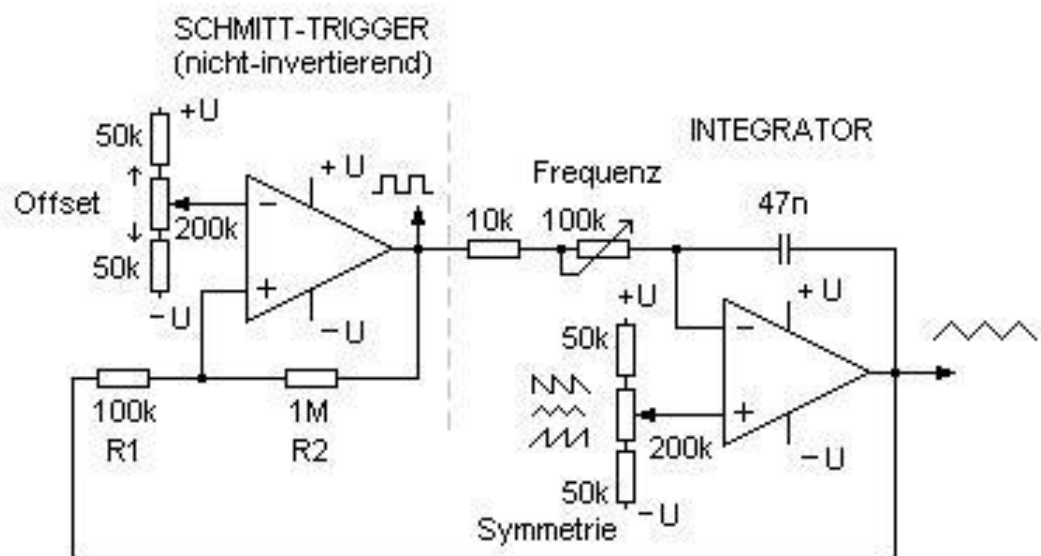 SCHMITT-TRIGGER
(nicht-invertierend)
+U
50k
Offset
200k
50k
-U
−
+
+U
-U
100k
R1
1M
R2
INTEGRATOR
Frequenz
10k
100k
47n
+U
50k
200k
50k
-U
Symmetrie
−
+
+U
-U